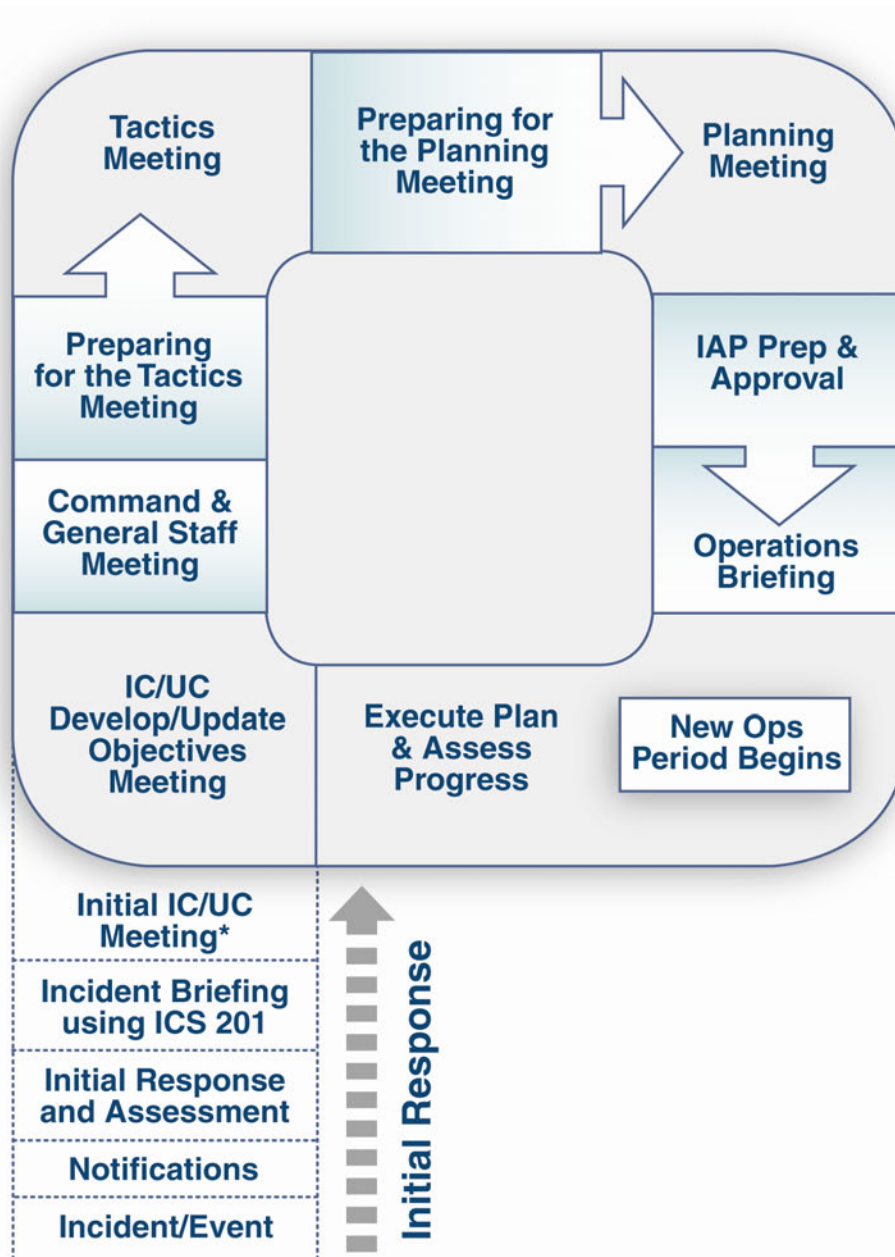 Tactics
Meeting
Preparing for
the Planning
Meeting
Planning
Meeting
Preparing
for the Tactics
Meeting
IAP Prep &
Approval
Command &
General Staff
Meeting
Operations
Briefing
IC/UC
Develop/Update
Objectives
Meeting
Execute Plan
& Assess
Progress
New Ops
Period Begins
Initial IC/UC
Meeting*
Incident Briefing
using ICS 201
Initial Response
and Assessment
Notifications
Incident/Event
Initial Response